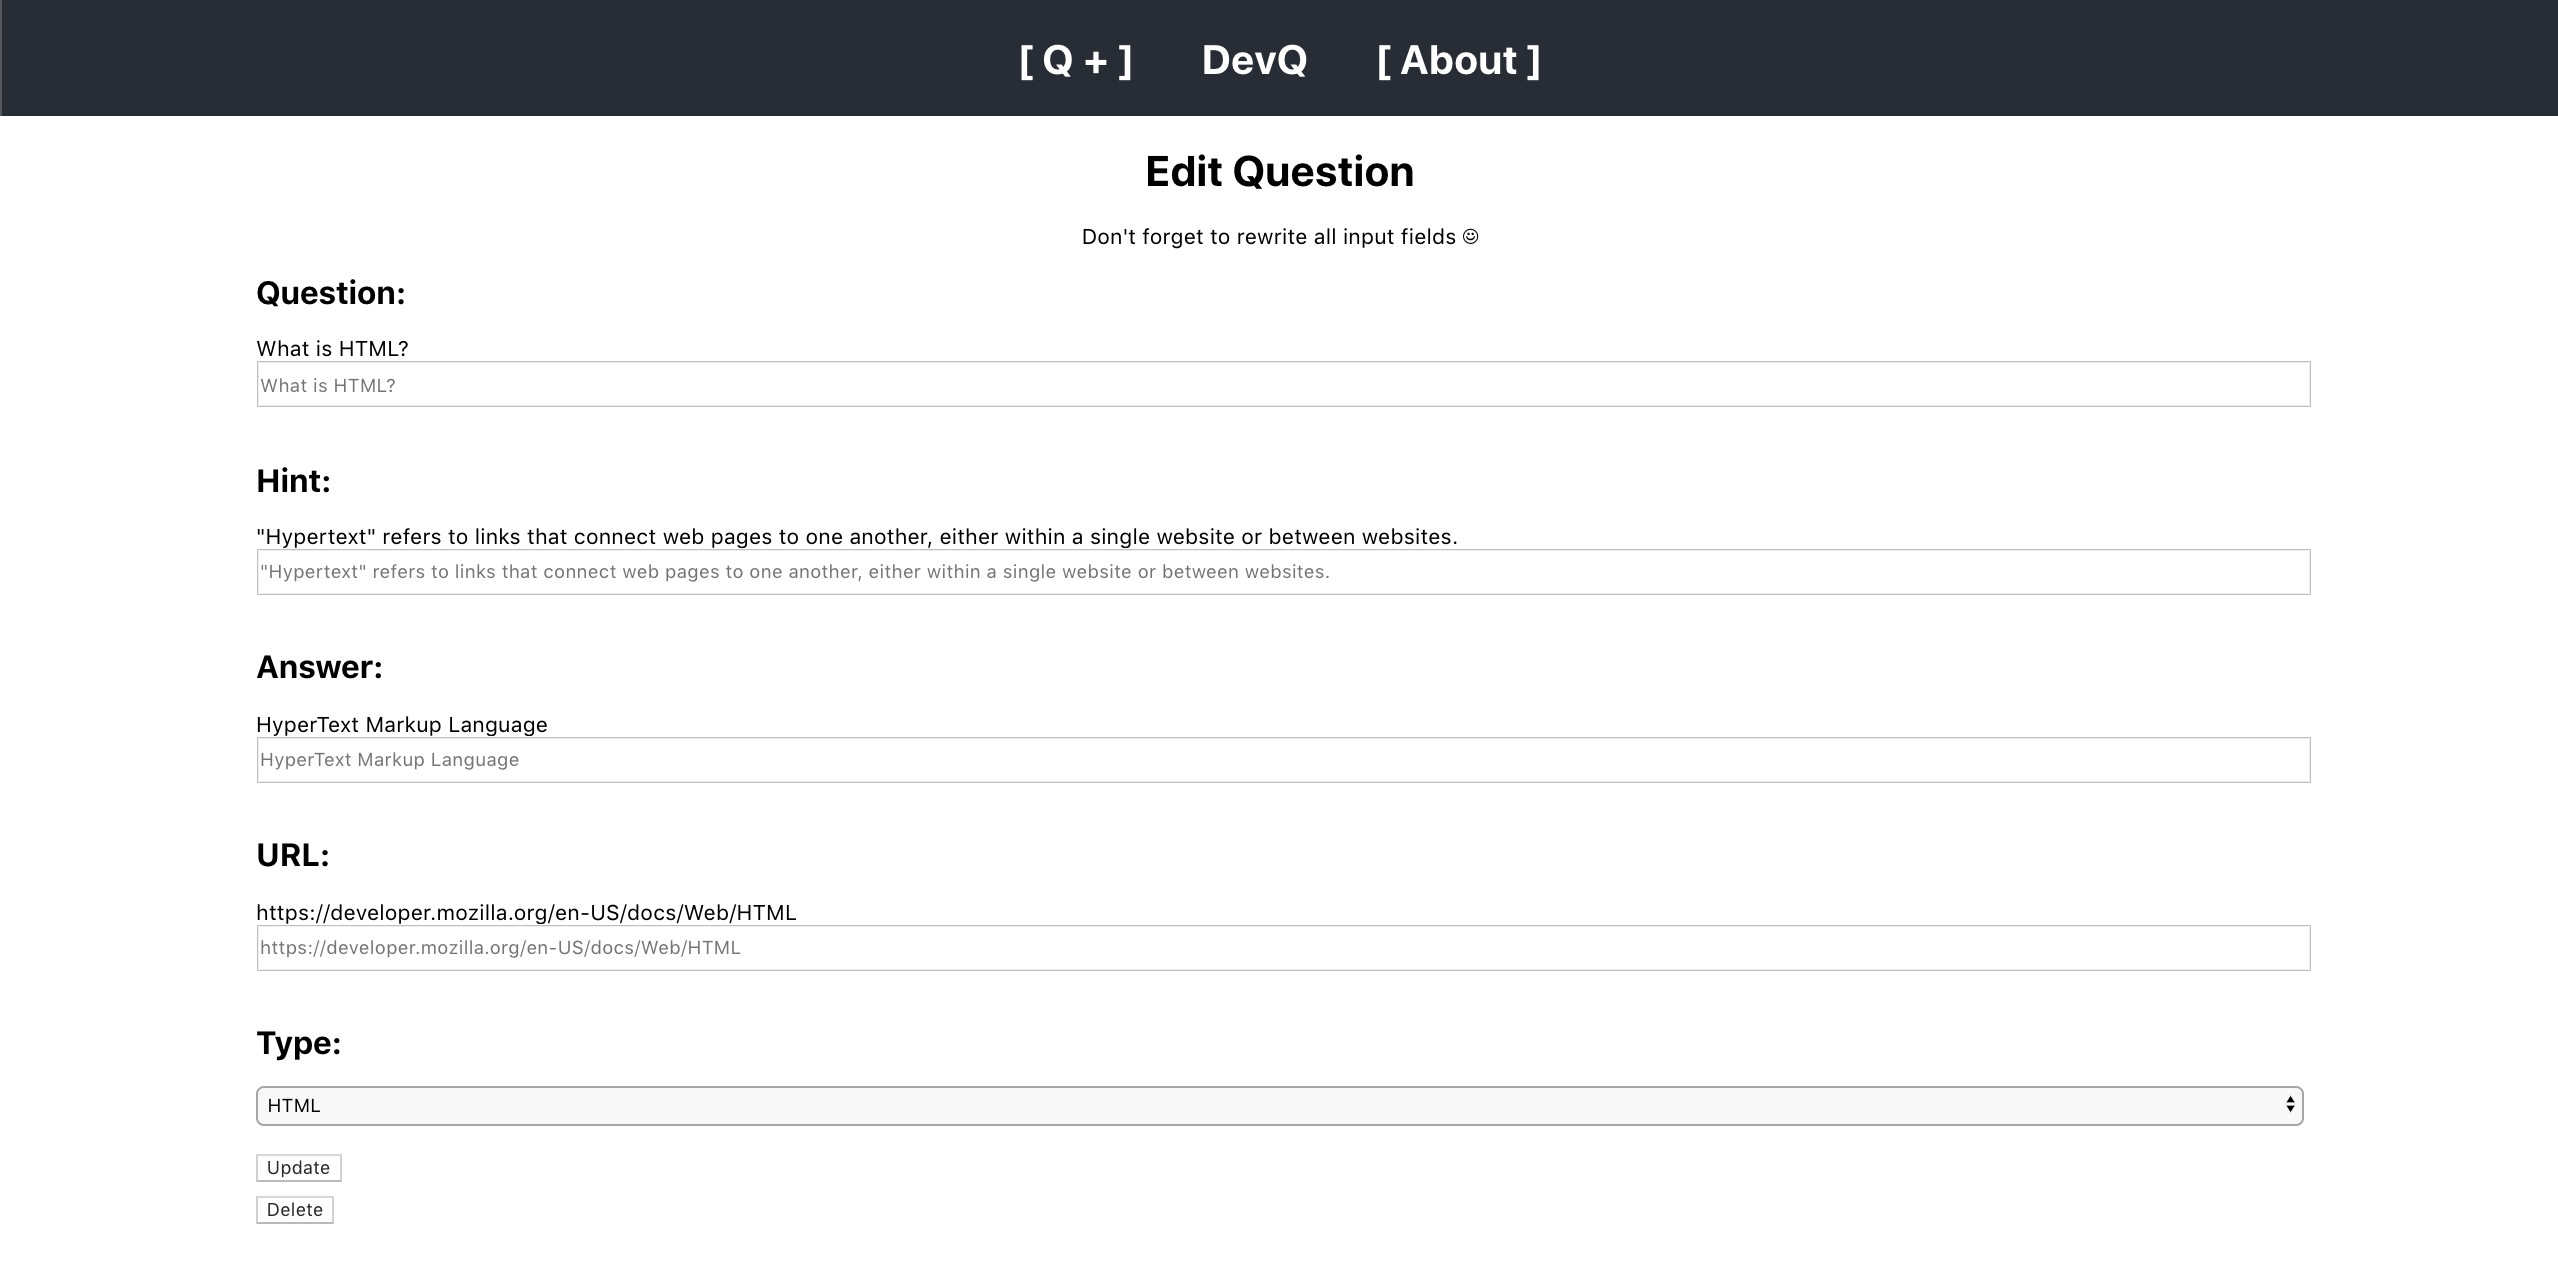 [ Q + ] DevQ [ About ]
Edit Question
Don't forget to rewrite all input fields ☺
Question:
What is HTML?
What is HTML?
Hint:
"Hypertext" refers to links that connect web pages to one another, either within a single website or between websites.
"Hypertext" refers to links that connect web pages to one another, either within a single website or between websites.
Answer:
HyperText Markup Language
HyperText Markup Language
URL:
https://developer.mozilla.org/en-US/docs/Web/HTML
https://developer.mozilla.org/en-US/docs/Web/HTML
Type:
HTML
Update
Delete